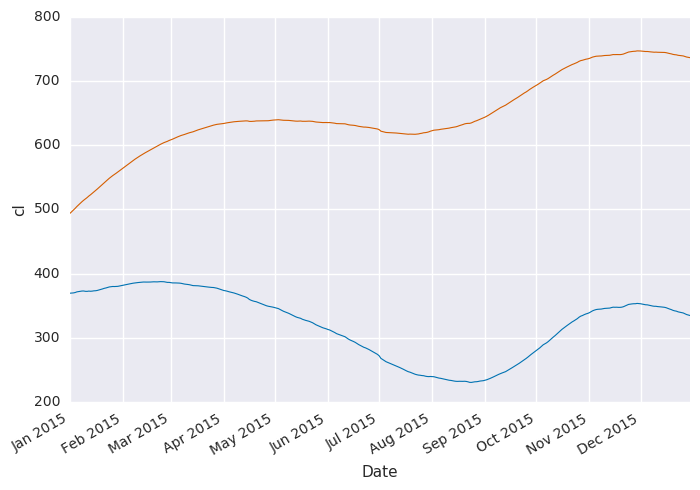 800
700
600
500
400
300
200
cl
Jan 2015
Feb 2015
Mar 2015
Apr 2015
May 2015
Jun 2015
Jul 2015
Aug 2015
Sep 2015
Oct 2015
Nov 2015
Dec 2015
Date